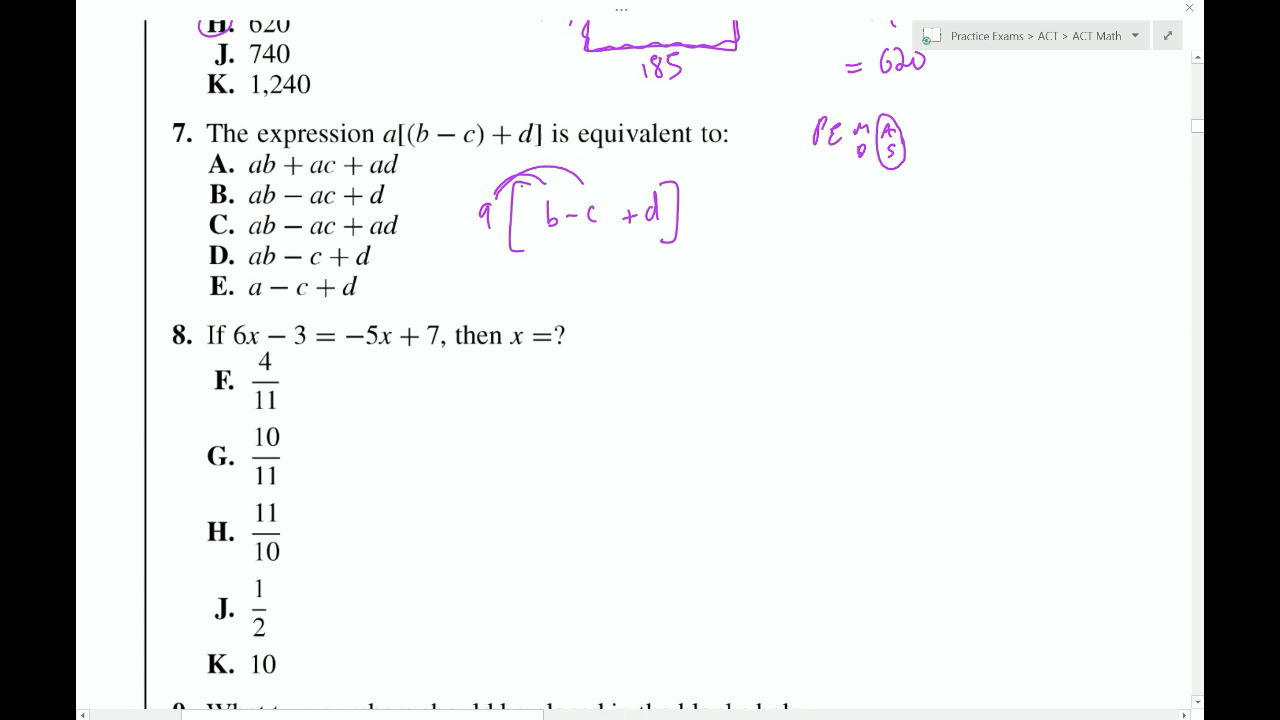 H. 620
J. 740
K. 1,240
185
= 620
Practice Exams > ACT > ACT Math
7. The expression a[(b − c) + d] is equivalent to:
A. ab + ac + ad
B. ab − ac + d
C. ab − ac + ad
D. ab − c + d
E. a − c + d
PE M A
D S
a[b − c + d]
8. If 6x − 3 = −5x + 7, then x =?
F. 4/11
G. 10/11
H. 11/10
J. 1/2
K. 10